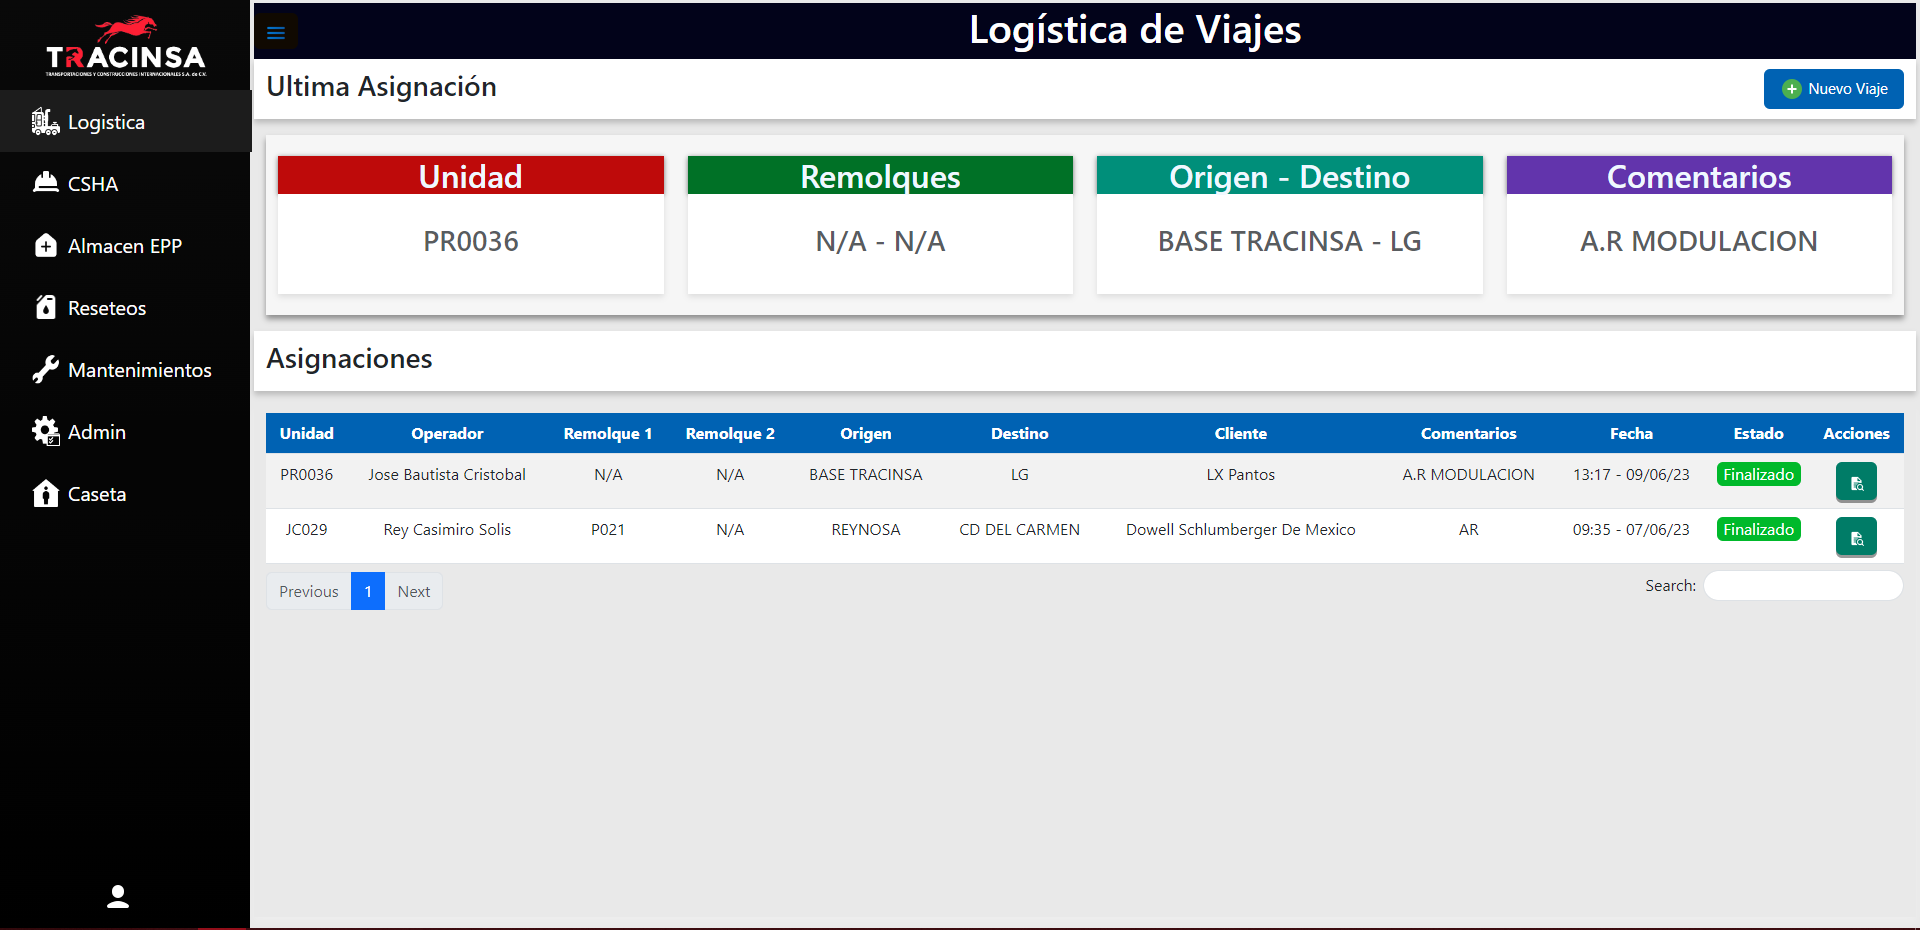 TRACINSA
TRANSPORTACIONES Y CONSTRUCCIONES INTERNACIONALES S.A. de C.V.
Logistica
CSHA
Almacen EPP
Reseteos
Mantenimientos
Admin
Caseta
Logística de Viajes
Ultima Asignación
Nuevo Viaje
Unidad Remolques Origen - Destino Comentarios
PR0036 N/A - N/A BASE TRACINSA - LG A.R MODULACION
Asignaciones
Unidad Operador Remolque 1 Remolque 2 Origen Destino Cliente Comentarios Fecha Estado Acciones
PR0036 Jose Bautista Cristobal N/A N/A BASE TRACINSA LG LX Pantos A.R MODULACION 13:17 - 09/06/23 Finalizado
JC029 Rey Casimiro Solis P021 N/A REYNOSA CD DEL CARMEN Dowell Schlumberger De Mexico AR 09:35 - 07/06/23 Finalizado
Previous 1 Next Search: